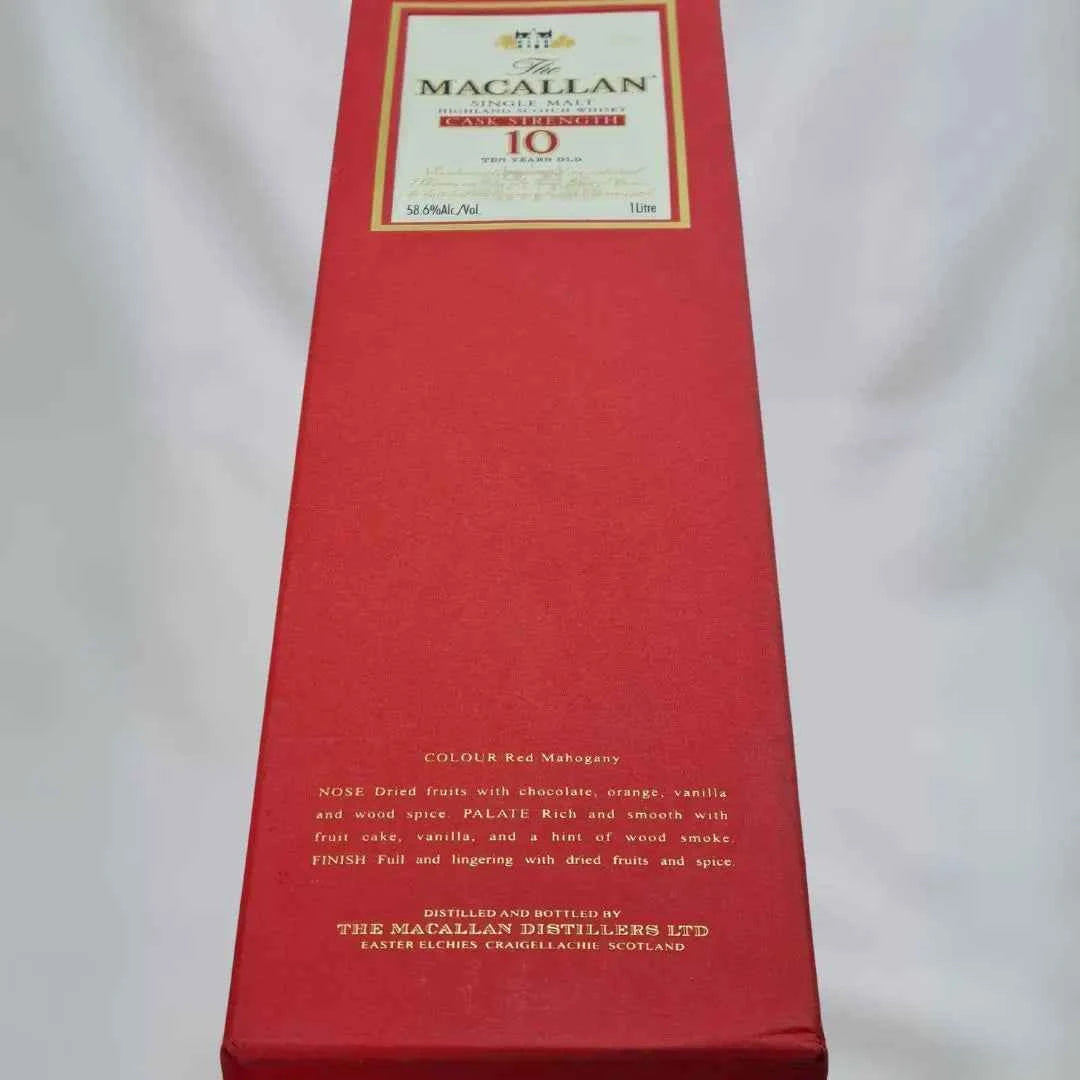 The
MACALLAN
SINGLE MALT
HIGHLAND SCOTCH WHISKY
CASK STRENGTH
10
TEN YEARS OLD
58.6%Alc./Vol.
1 Litre
COLOUR Red Mahogany
NOSE Dried fruits with chocolate, orange, vanilla
and wood spice. PALATE Rich and smooth with
fruit cake, vanilla, and a hint of wood smoke.
FINISH Full and lingering with dried fruits and spice.
DISTILLED AND BOTTLED BY
THE MACALLAN DISTILLERS LTD
EASTER ELCHIES CRAIGELLACHIE SCOTLAND